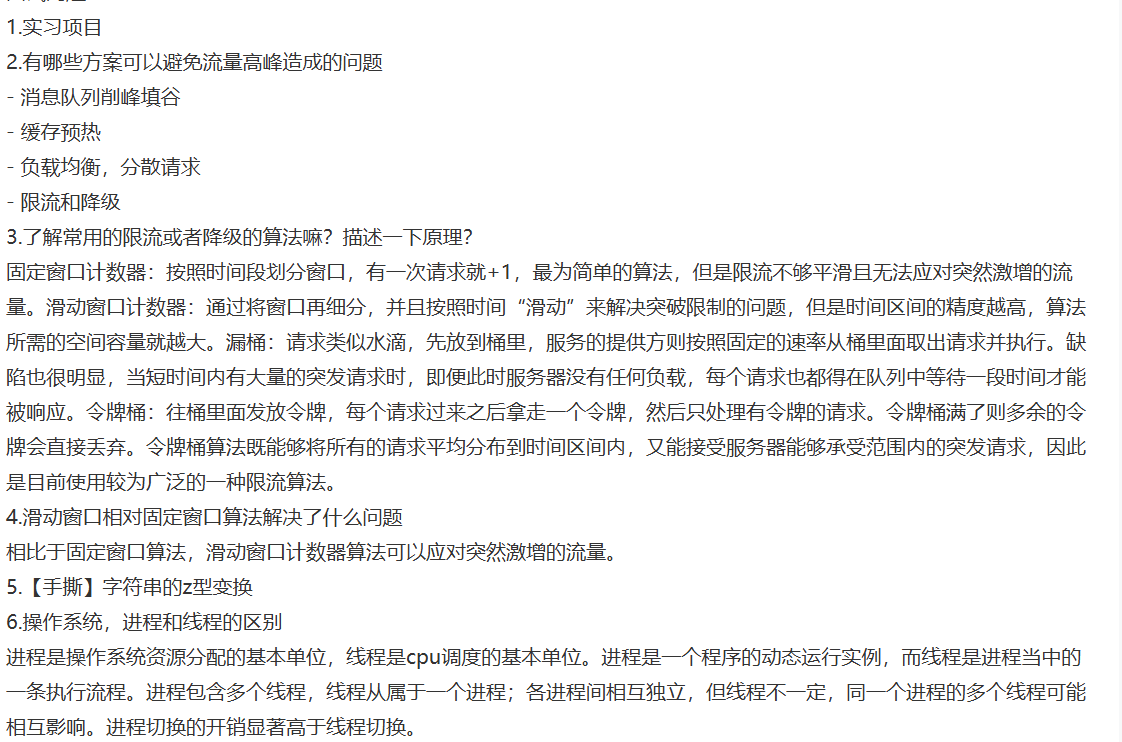 1.实习项目
2.有哪些方案可以避免流量高峰造成的问题
- 消息队列削峰填谷
- 缓存预热
- 负载均衡，分散请求
- 限流和降级
3.了解常用的限流或者降级的算法嘛？描述一下原理？
固定窗口计数器：按照时间段划分窗口，有一次请求就+1，最为简单的算法，但是限流不够平滑且无法应对突然激增的流
量。滑动窗口计数器：通过将窗口再细分，并且按照时间“滑动”来解决突破限制的问题，但是时间区间的精度越高，算法
所需的空间容量就越大。漏桶：请求类似水滴，先放到桶里，服务的提供方则按照固定的速率从桶里面取出请求并执行。缺
陷也很明显，当短时间内有大量的突发请求时，即便此时服务器没有任何负载，每个请求也都得在队列中等待一段时间才能
被响应。令牌桶：往桶里面发放令牌，每个请求过来之后拿走一个令牌，然后只处理有令牌的请求。令牌桶满了则多余的令
牌会直接丢弃。令牌桶算法既能够将所有的请求平均分布到时间区间内，又能接受服务器能够承受范围内的突发请求，因此
是目前使用较为广泛的一种限流算法。
4.滑动窗口相对固定窗口算法解决了什么问题
相比于固定窗口算法，滑动窗口计数器算法可以应对突然激增的流量。
5.【手撕】字符串的z型变换
6.操作系统，进程和线程的区别
进程是操作系统资源分配的基本单位，线程是cpu调度的基本单位。进程是一个程序的动态运行实例，而线程是进程当中的
一条执行流程。进程包含多个线程，线程从属于一个进程；各进程间相互独立，但线程不一定，同一个进程的多个线程可能
相互影响。进程切换的开销显著高于线程切换。